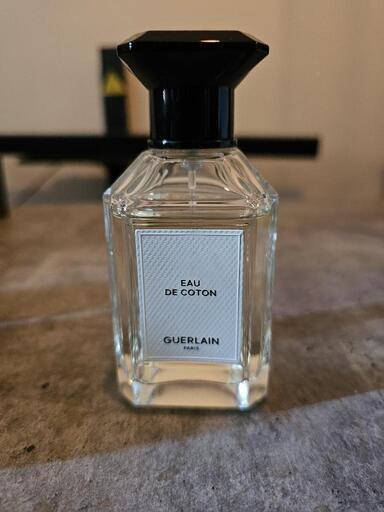 EAU
DE COTON
GUERLAIN
PARIS